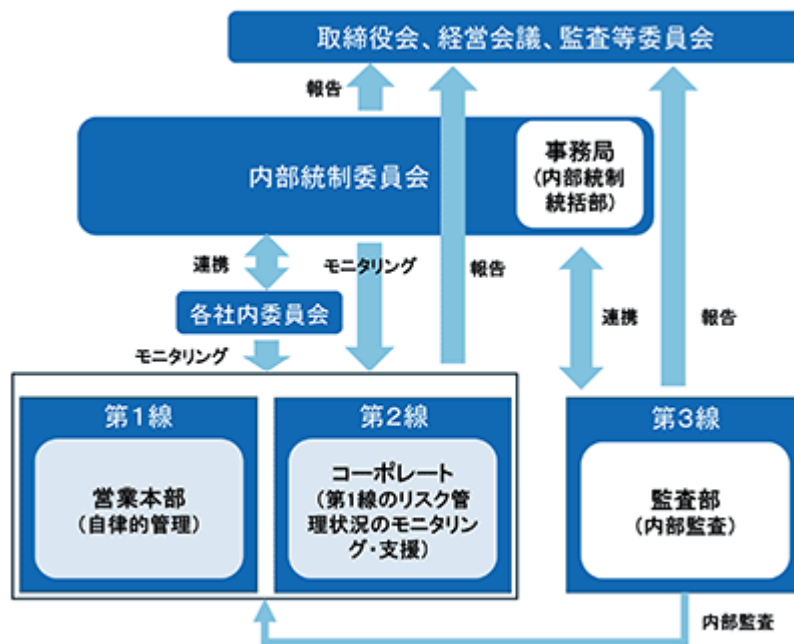 取締役会、経営会議、監査等委員会
報告
内部統制委員会
事務局
(内部統制
統括部)
連携
モニタリング
報告
連携
報告
各社内委員会
モニタリング
第1線
営業本部
(自律的管理)
第2線
コーポレート
(第1線のリスク管
理状況のモニタリン
グ・支援)
第3線
監査部
(内部監査)
内部監査